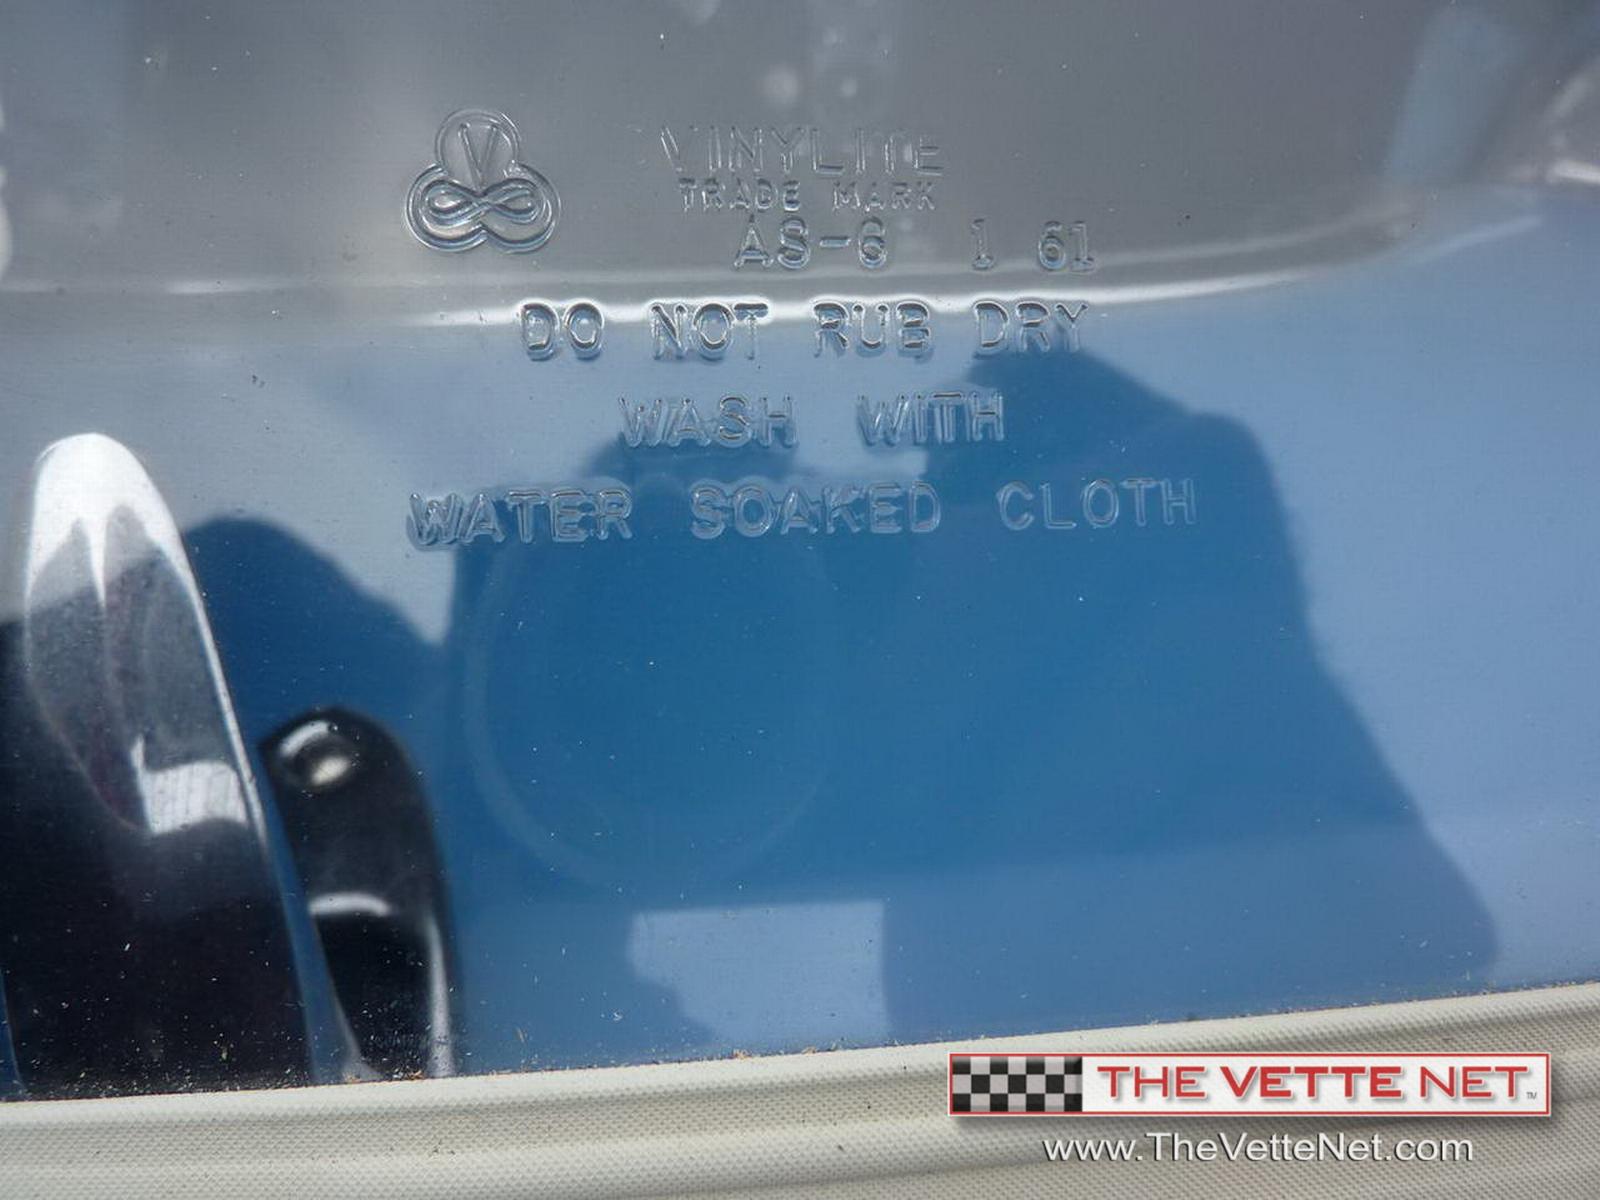 V
VINYLITE
TRADE MARK
AS-6 1 61
DO NOT RUB DRY
WASH WITH
WATER SOAKED CLOTH
THE VETTE NET TM
www.TheVetteNet.com